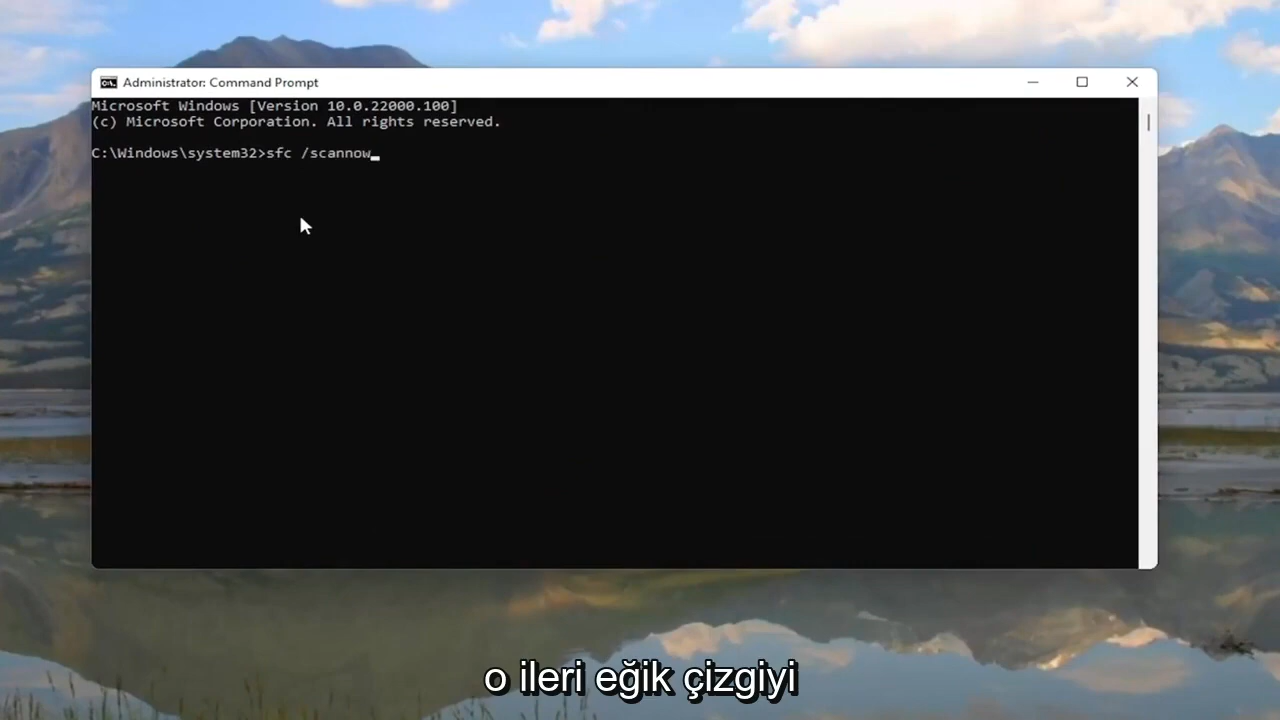 Administrator: Command Prompt
Microsoft Windows [Version 10.0.22000.100]
(c) Microsoft Corporation. All rights reserved.
C:\Windows\system32>sfc /scannow
o ileri eğik çizgiyi